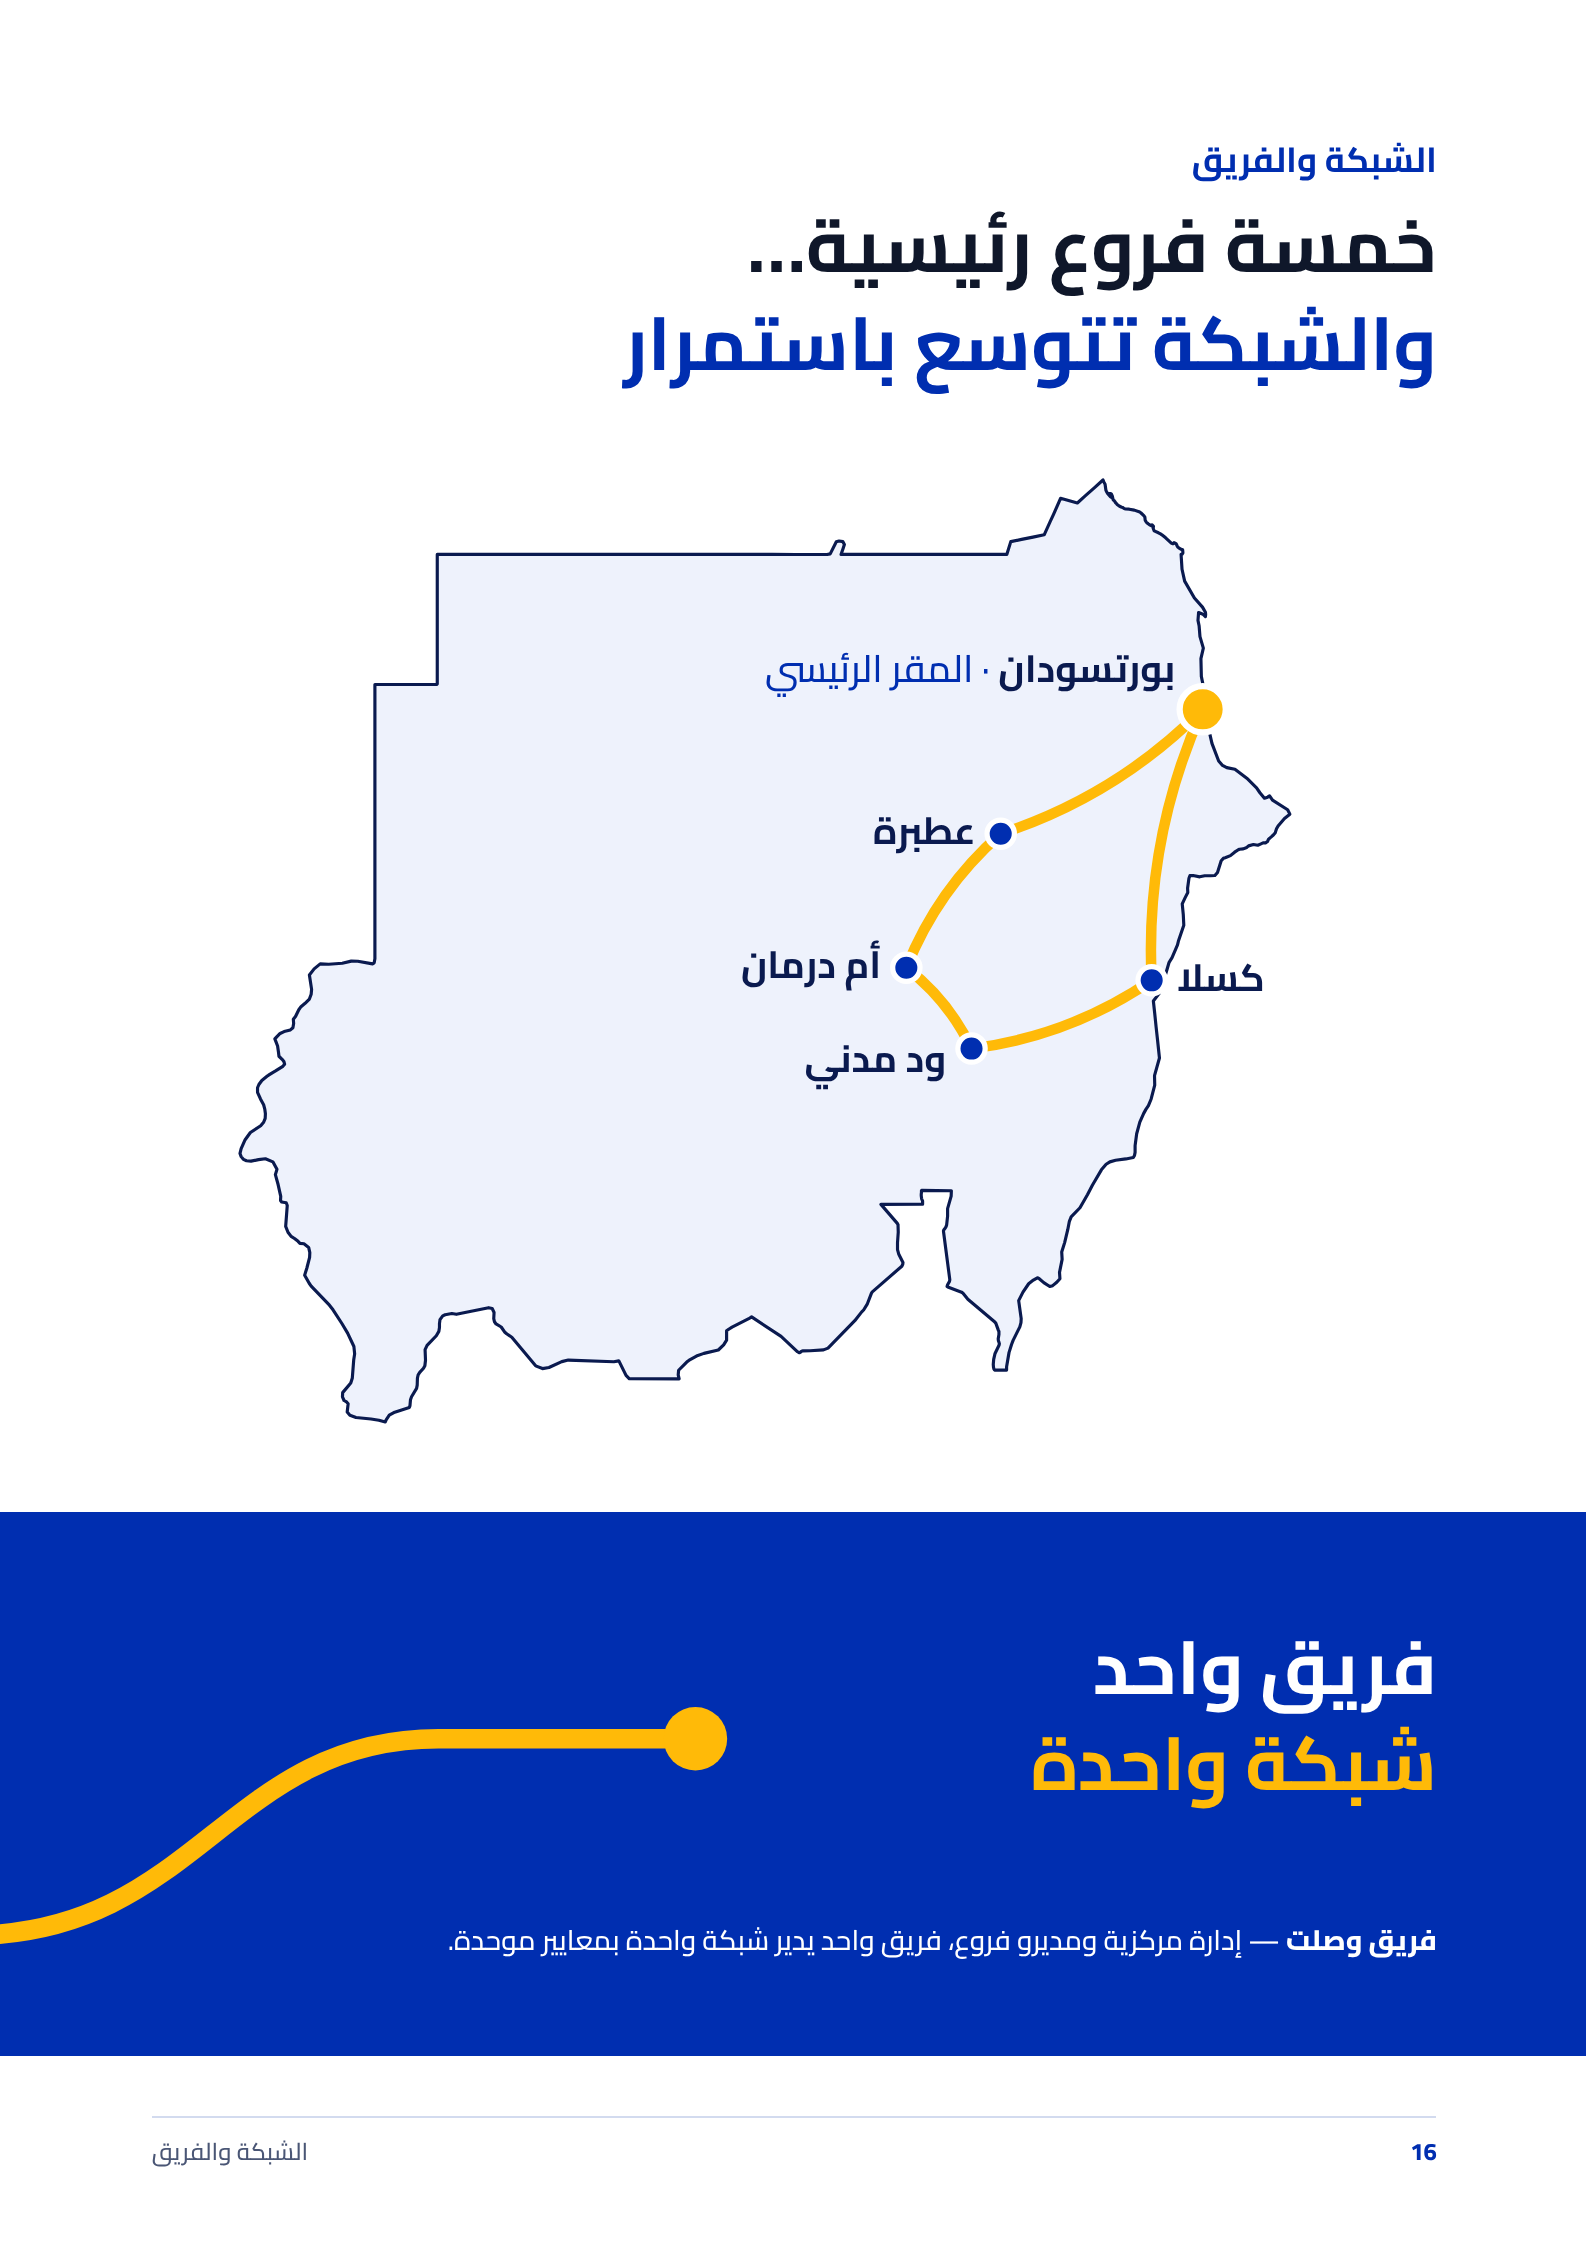 الشبكة والفريق
خمسة فروع رئيسية...
والشبكة تتوسع باستمرار
بورتسودان · المقر الرئيسي
عطبرة
أم درمان
كسلا
ود مدني
فريق واحد
شبكة واحدة
فريق وصلت — إدارة مركزية ومديرو فروع، فريق واحد يدير شبكة واحدة بمعايير موحدة.
16
الشبكة والفريق